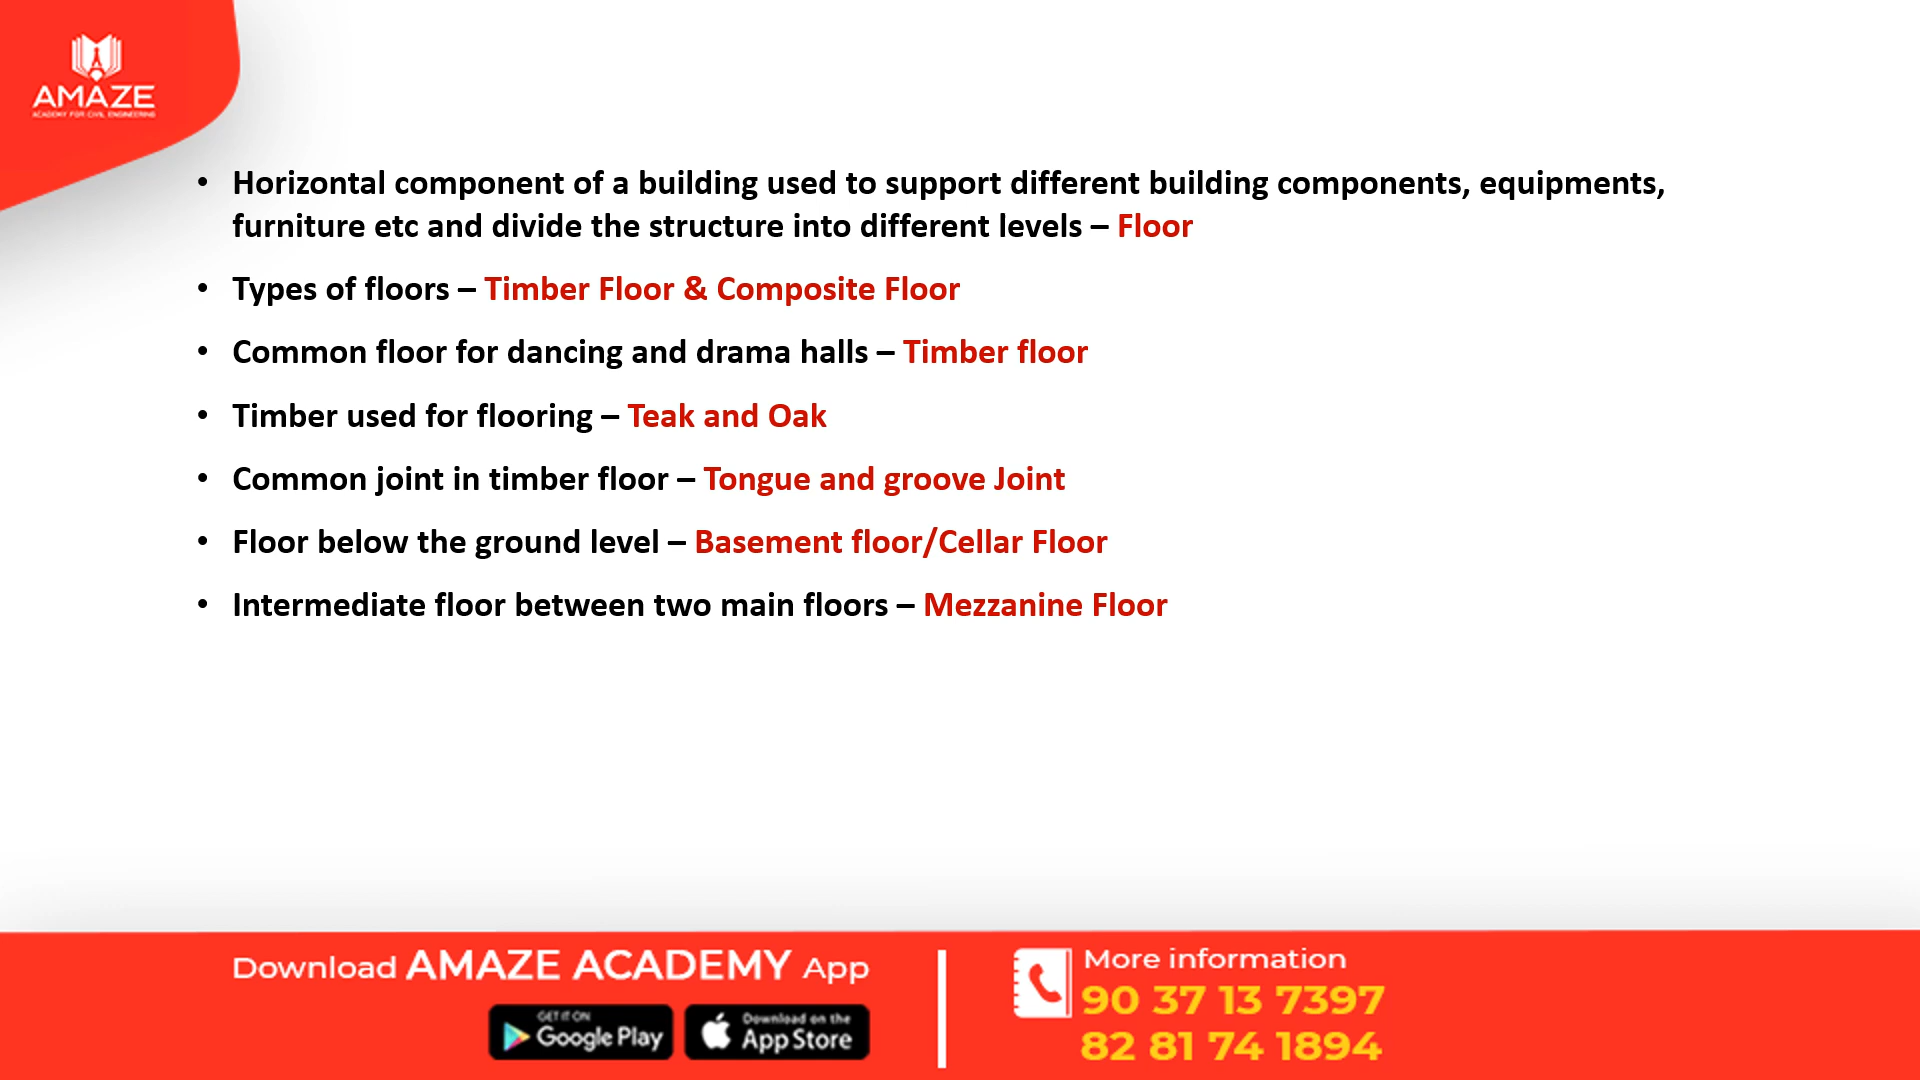 AMAZE
ACADEMY FOR CIVIL ENGINEERING
• Horizontal component of a building used to support different building components, equipments,
furniture etc and divide the structure into different levels – Floor
• Types of floors – Timber Floor & Composite Floor
• Common floor for dancing and drama halls – Timber floor
• Timber used for flooring – Teak and Oak
• Common joint in timber floor – Tongue and groove Joint
• Floor below the ground level – Basement floor/Cellar Floor
• Intermediate floor between two main floors – Mezzanine Floor
Download AMAZE ACADEMY App
GET IT ON
Google Play
Download on the
App Store
More information
90 37 13 7397
82 81 74 1894